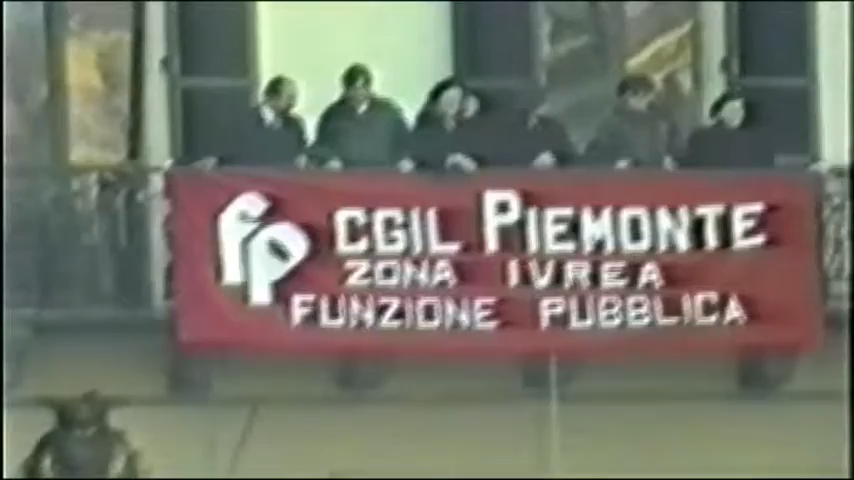 FP CGIL PIEMONTE
ZONA IVREA
FUNZIONE PUBBLICA